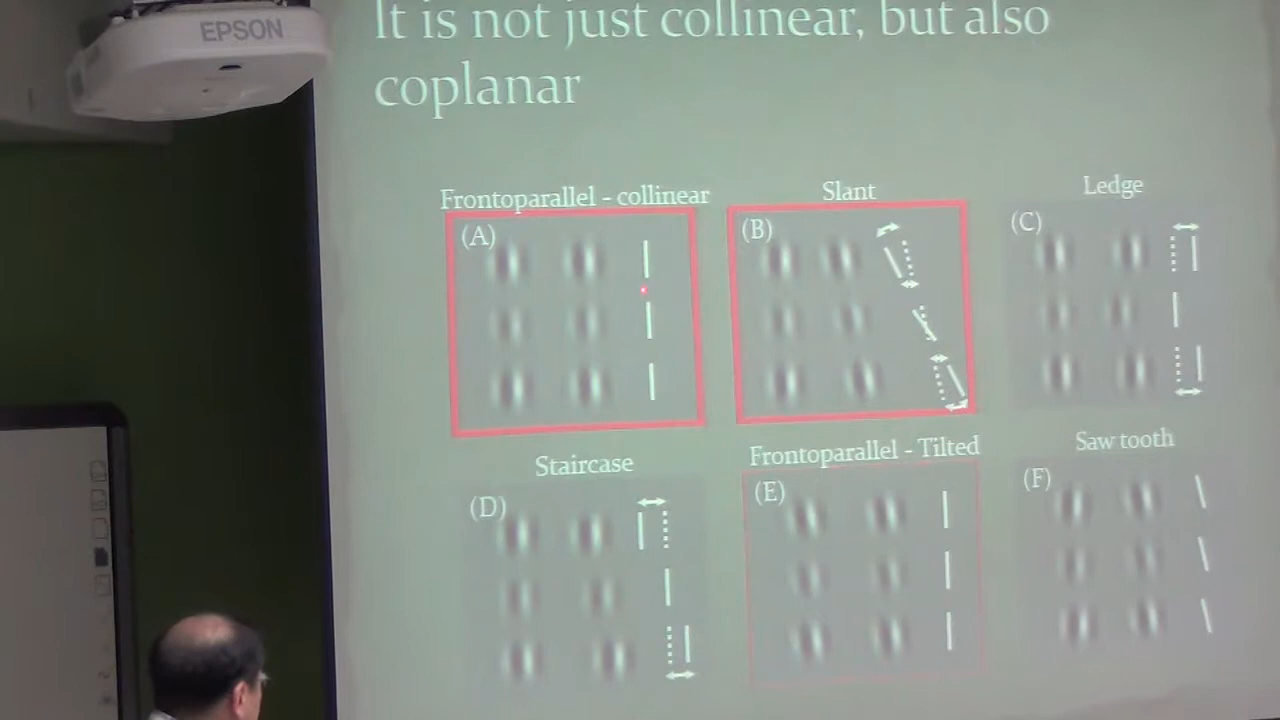 EPSON
It is not just collinear, but also
coplanar
Frontoparallel - collinear
Slant
Ledge
(A)
(B)
(C)
Staircase
Frontoparallel - Tilted
Saw tooth
(D)
(E)
(F)